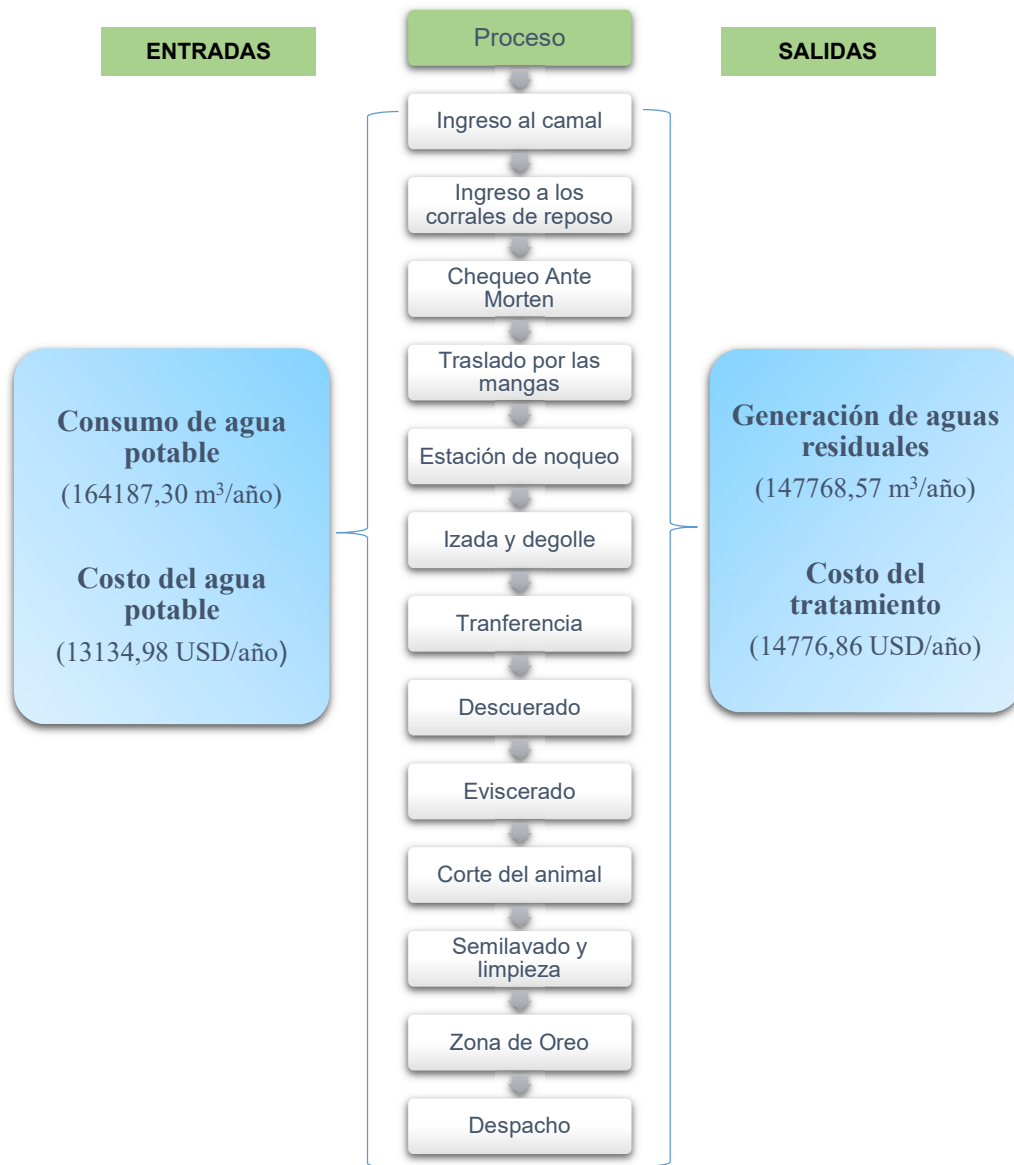 ENTRADAS
Proceso
SALIDAS
Ingreso al camal
Ingreso a los
corrales de reposo
Chequeo Ante
Morten
Traslado por las
mangas
Estación de noqueo
Izada y degolle
Tranferencia
Descuerado
Eviscerado
Corte del animal
Semilavado y
limpieza
Zona de Oreo
Despacho
Consumo de agua
potable
(164187,30 m³/año)
Costo del agua
potable
(13134,98 USD/año)
Generación de aguas
residuales
(147768,57 m³/año)
Costo del
tratamiento
(14776,86 USD/año)